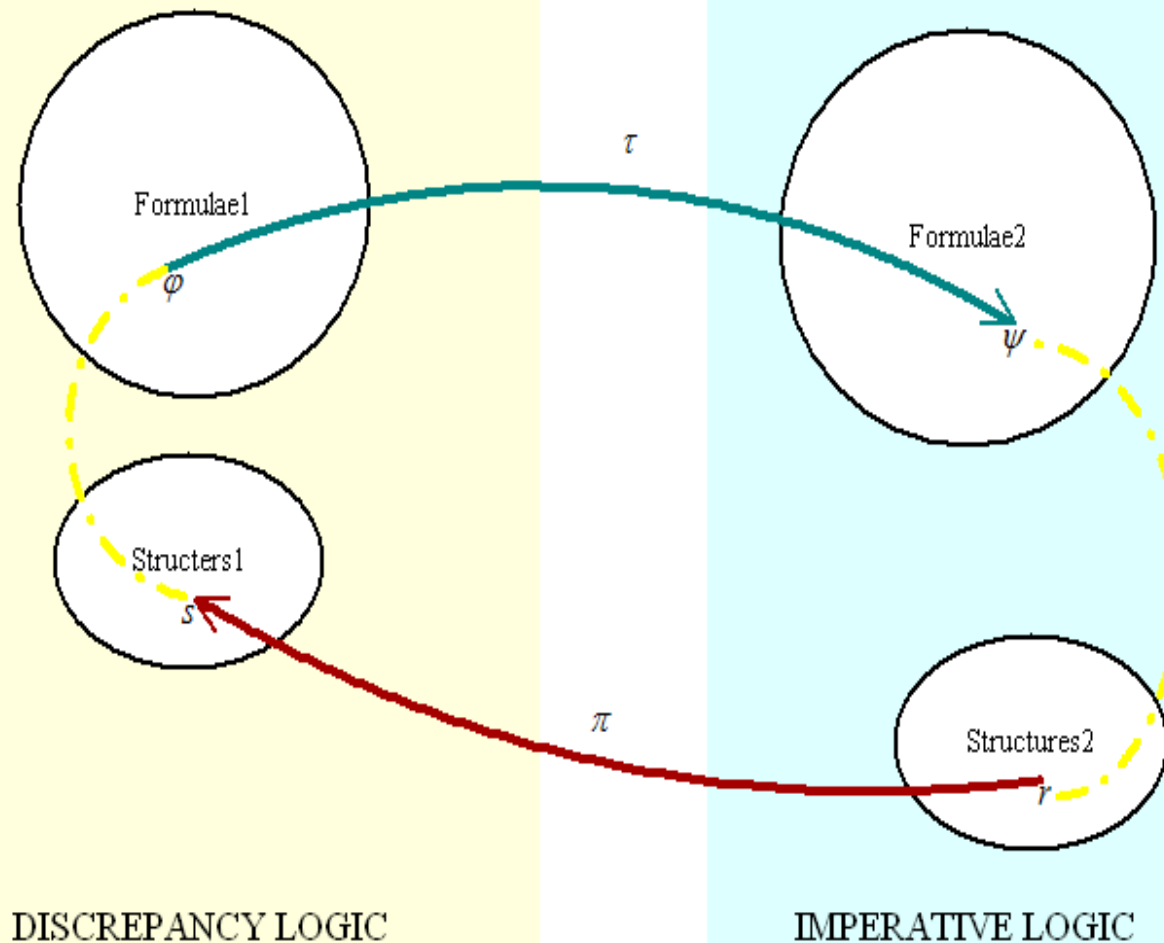 τ
Formulae1
Formulae2
φ
ψ
Structers1
s
π
Structures2
r
DISCREPANCY LOGIC
IMPERATIVE LOGIC